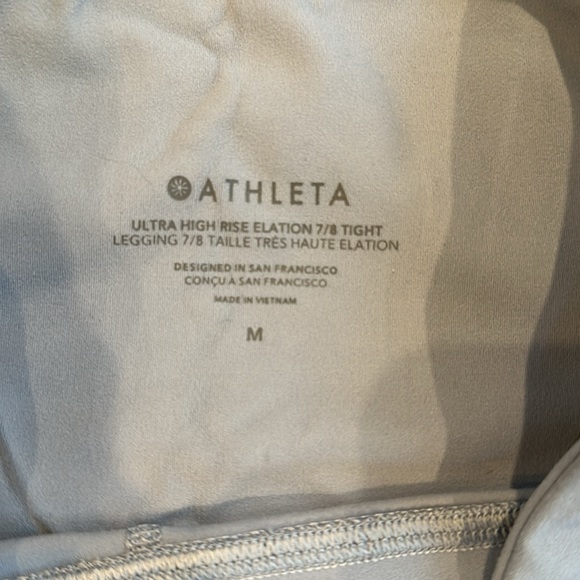 ATHLETA
ULTRA HIGH RISE ELATION 7/8 TIGHT
LEGGING 7/8 TAILLE TRÈS HAUTE ELATION
DESIGNED IN SAN FRANCISCO
CONÇU À SAN FRANCISCO
MADE IN VIETNAM
M